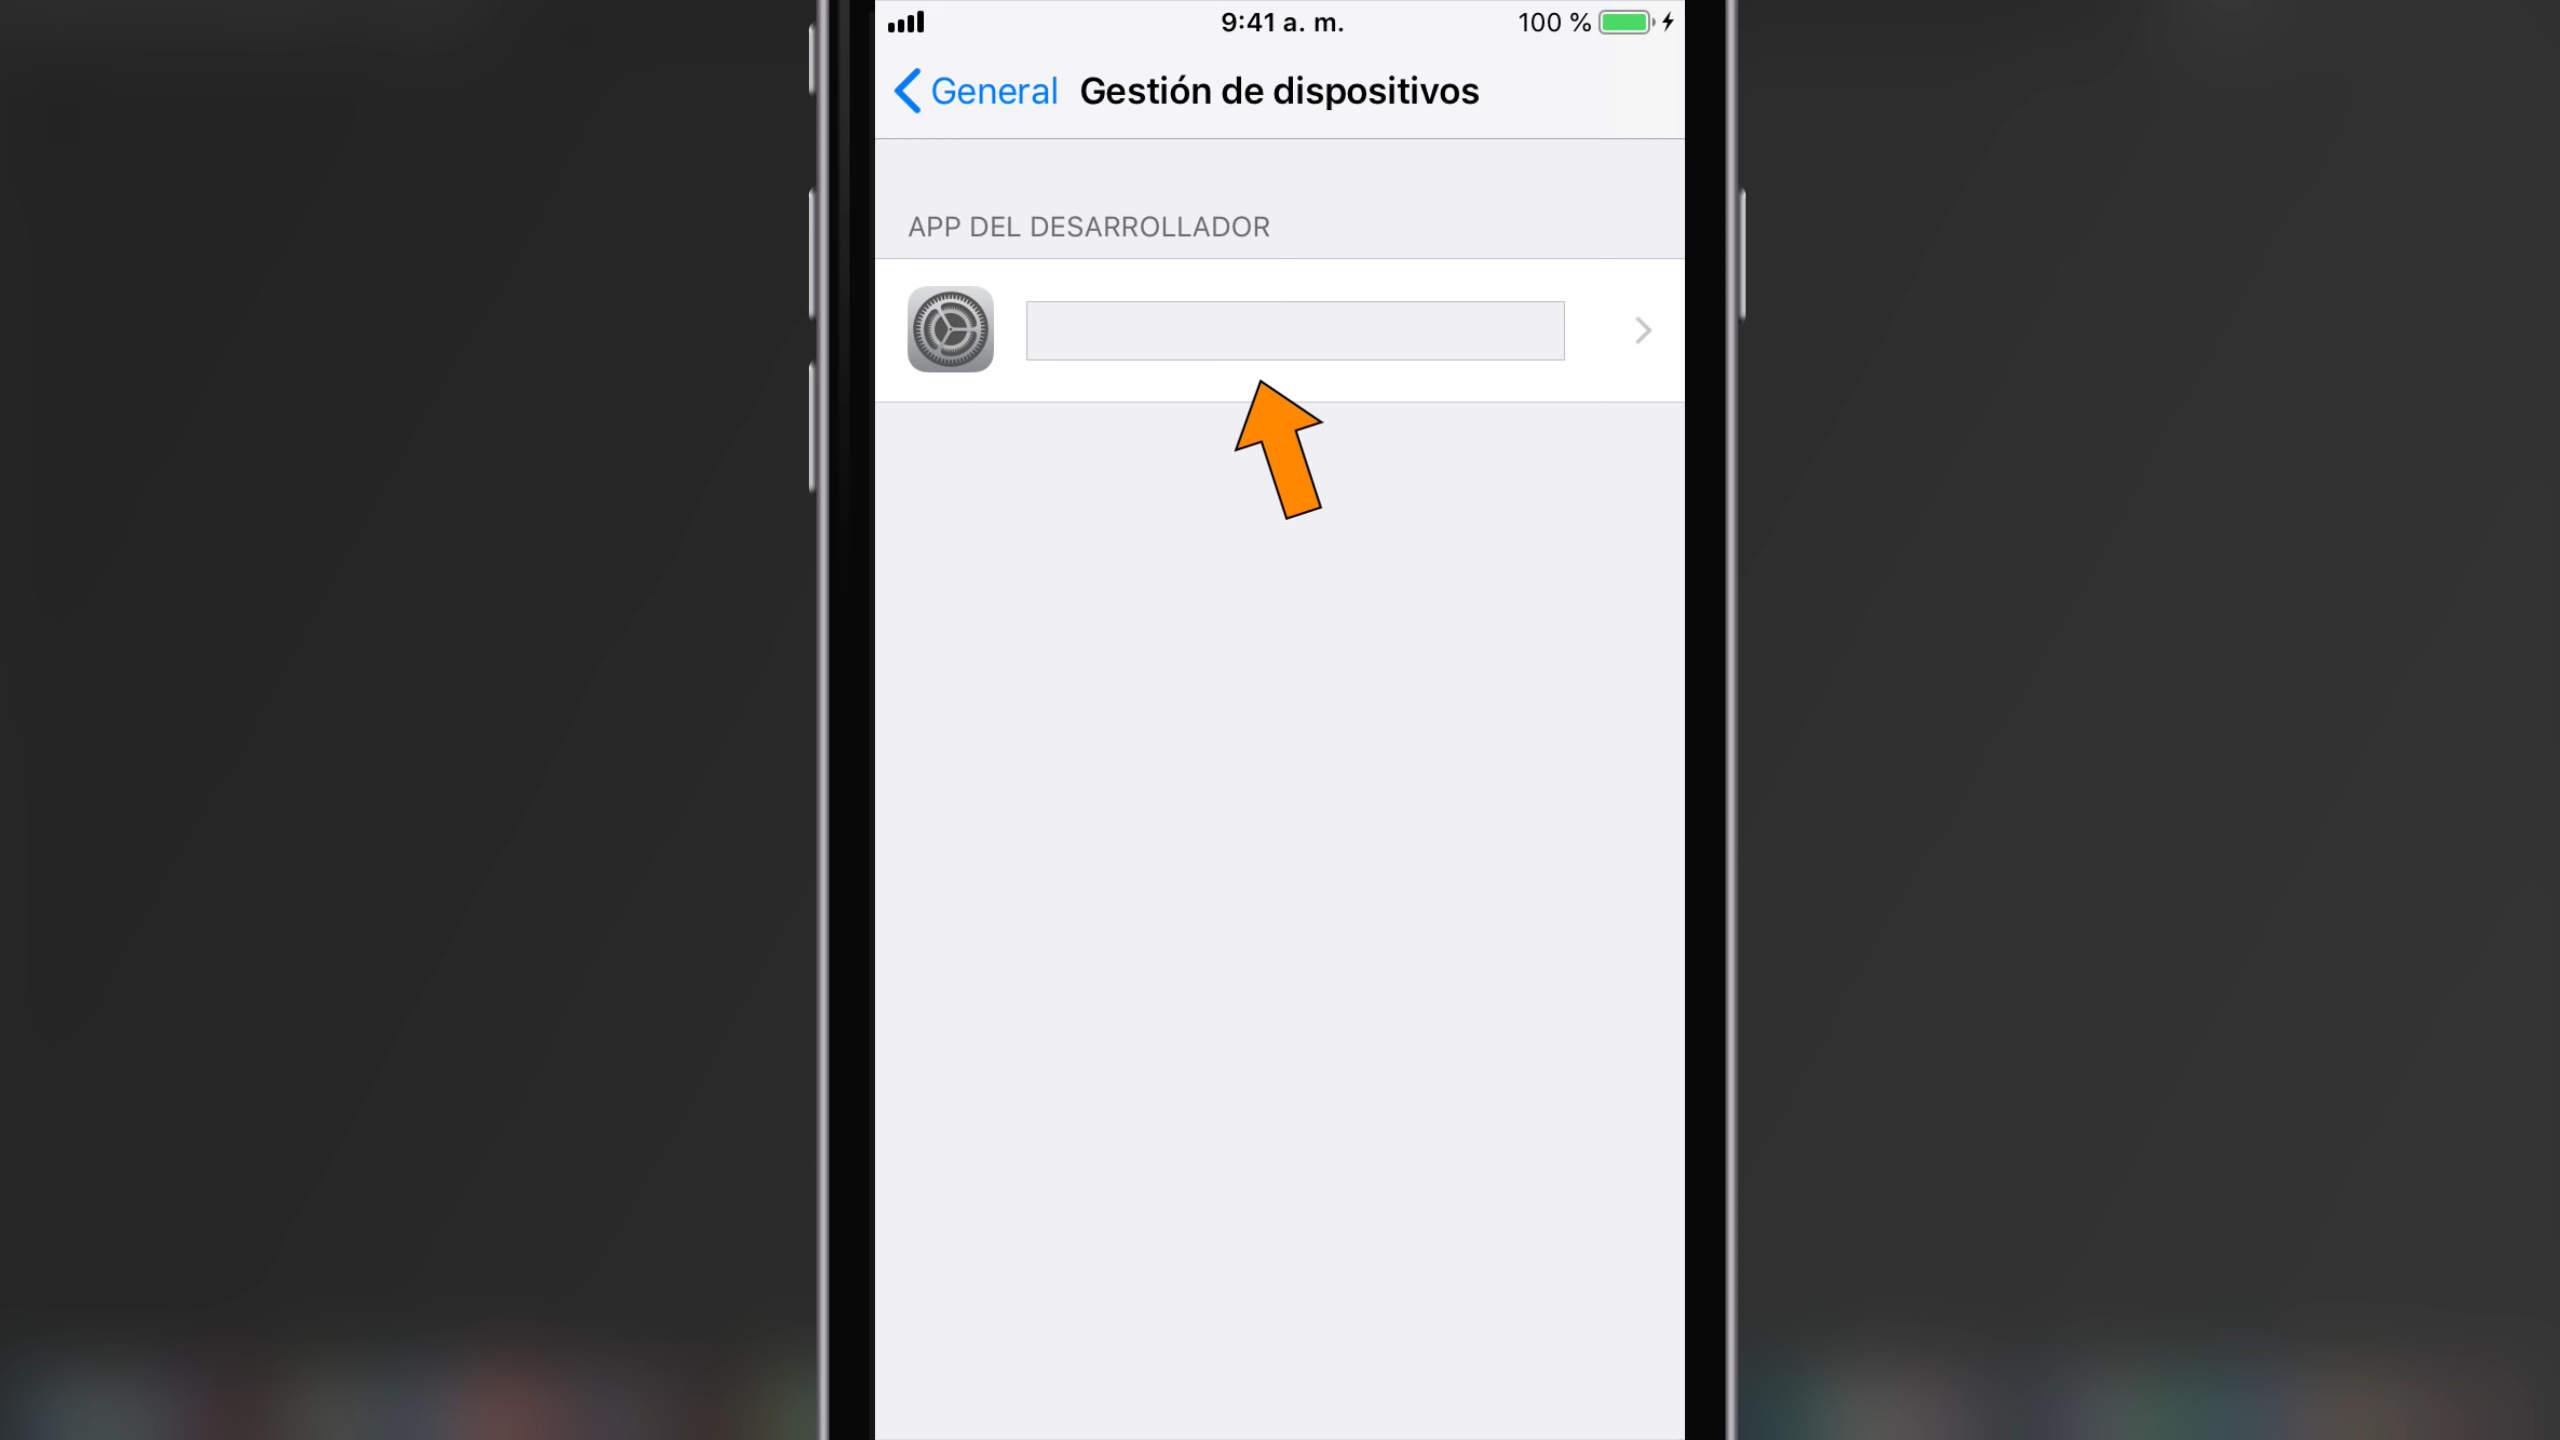 9:41 a. m.
100 %
General
Gestión de dispositivos
APP DEL DESARROLLADOR